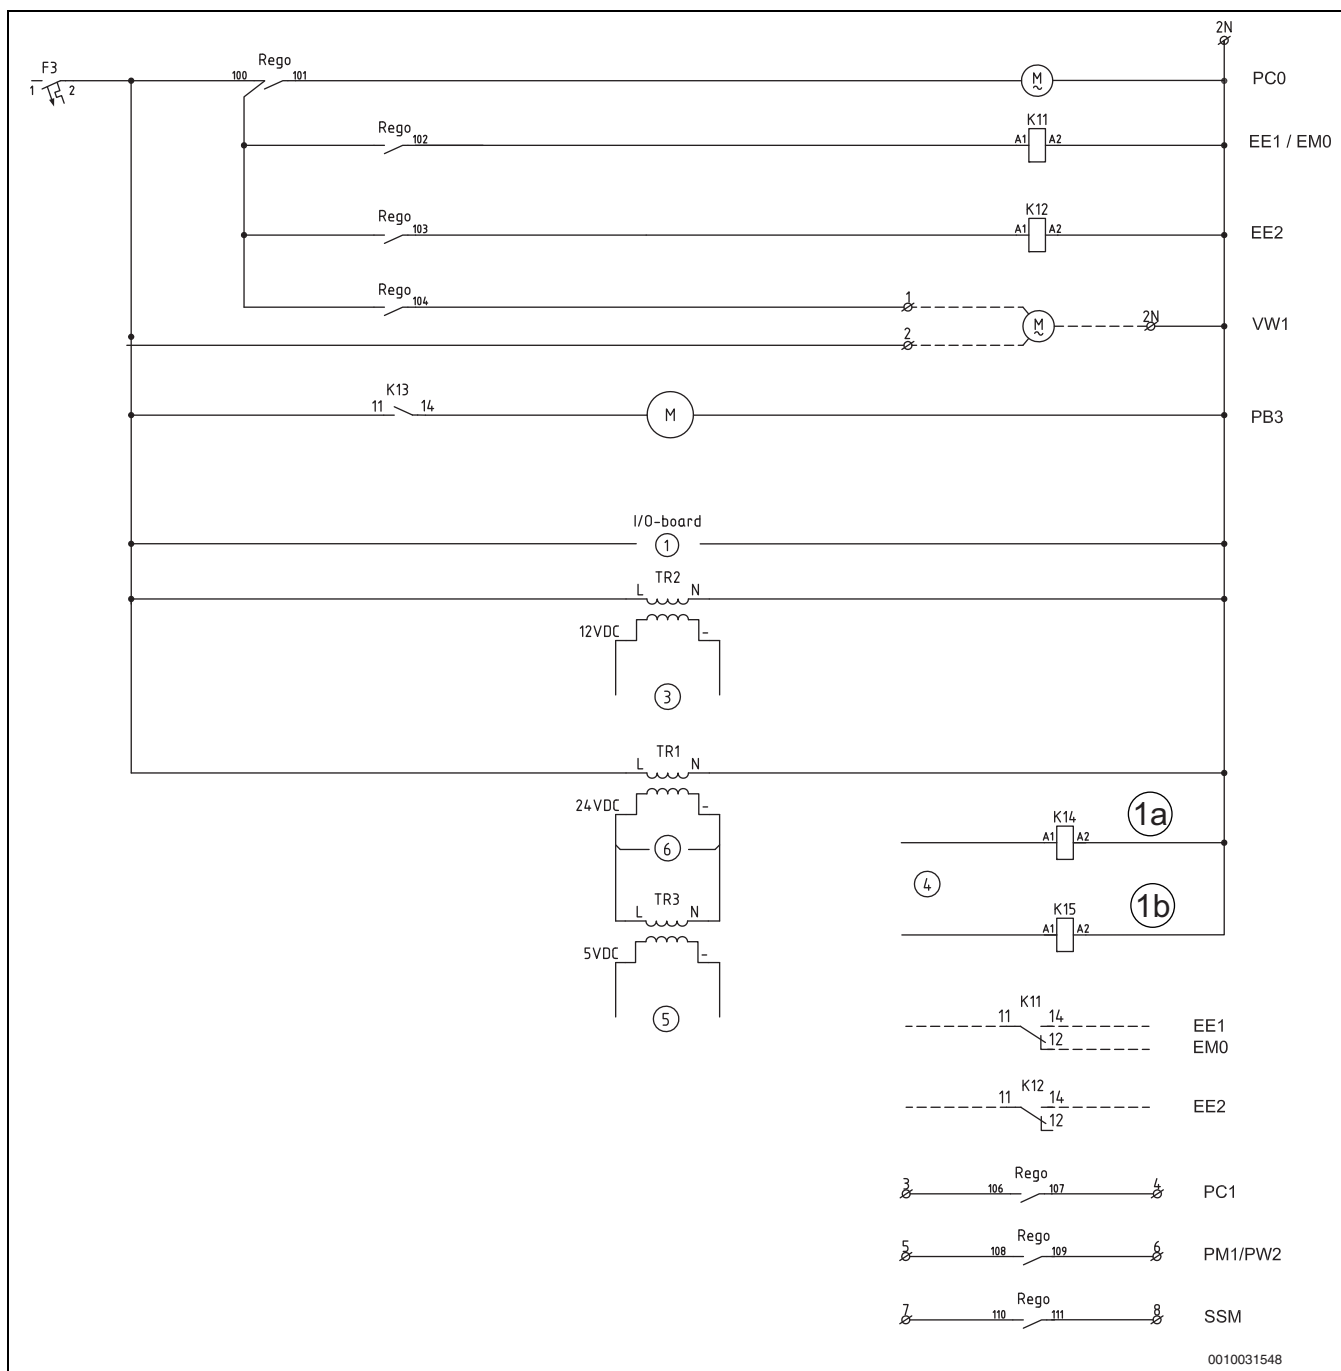 2N
F3
1 2
Rego
100 101
M
~
PC0
Rego
102
K11
A1 A2
EE1 / EM0
Rego
103
K12
A1 A2
EE2
Rego
104
1
2
M
~
2N
VW1
K13
11 14
M
PB3
I/O-board
1
TR2
L N
12VDC -
3
TR1
L N
24VDC -
6
TR3
L N
5VDC -
5
K14
A1 A2
1a
4
K15
A1 A2
1b
K11
11 14
12
EE1
EM0
K12
11 14
12
EE2
Rego
3 106 107 4
PC1
Rego
5 108 109 6
PM1/PW2
Rego
7 110 111 8
SSM
0010031548